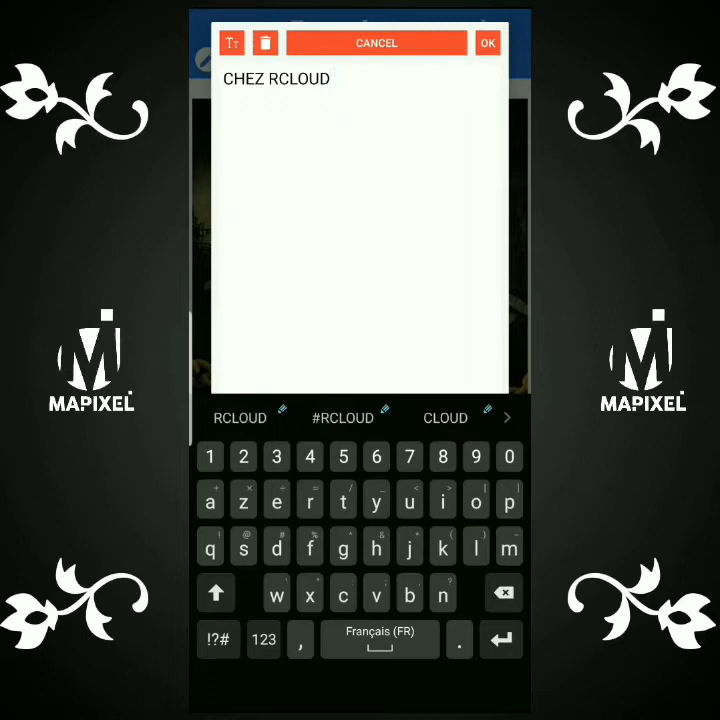 Tт CANCEL OK
CHEZ RCLOUD
MAPIXEL MAPIXEL
RCLOUD #RCLOUD CLOUD
1 2 3 4 5 6 7 8 9 0
a z e r t y u i o p
q s d f g h j k l m
w x c v b n
!?# 123 , Français (FR) .